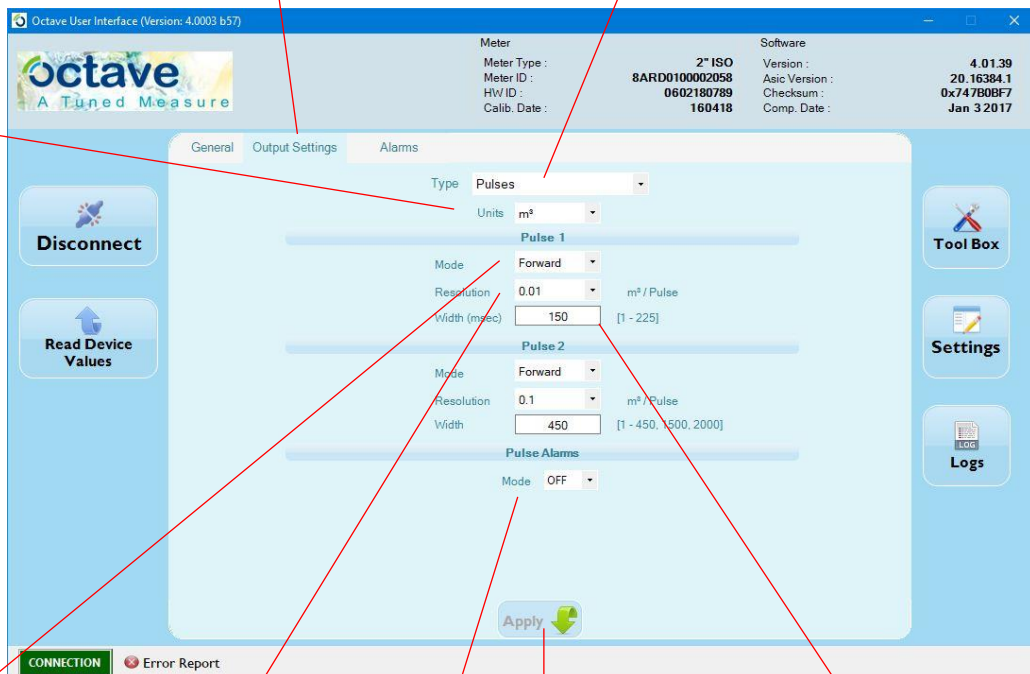 Octave User Interface (Version: 4.0003 b57)
octave
A Tuned Measure
Meter
Meter Type : 2" ISO
Meter ID : 8ARD0100002058
HW ID : 0602180789
Calib. Date : 160418
Software
Version : 4.01.39
Asic Version : 20.16384.1
Checksum : 0x747B0BF7
Comp. Date : Jan 3 2017
General Output Settings Alarms
Disconnect
Read Device
Values
Type Pulses
Units m³
Pulse 1
Mode Forward
Resolution 0.01 m³ / Pulse
Width (msec) 150 [1 - 225]
Pulse 2
Mode Forward
Resolution 0.1 m³ / Pulse
Width 450 [1 - 450, 1500, 2000]
Pulse Alarms
Mode OFF
Apply
Tool Box
Settings
LOG
Logs
CONNECTION Error Report